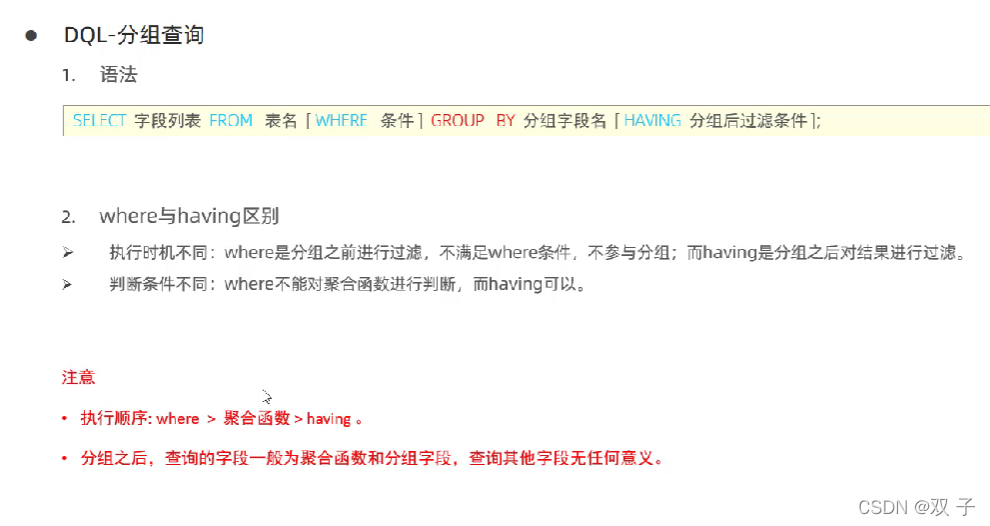 ● DQL-分组查询
1. 语法
SELECT 字段列表 FROM 表名 [ WHERE 条件 ] GROUP BY 分组字段名 [ HAVING 分组后过滤条件 ];
2. where与having区别
➢ 执行时机不同：where是分组之前进行过滤，不满足where条件，不参与分组；而having是分组之后对结果进行过滤。
➢ 判断条件不同：where不能对聚合函数进行判断，而having可以。
注意
• 执行顺序: where > 聚合函数 > having 。
• 分组之后，查询的字段一般为聚合函数和分组字段，查询其他字段无任何意义。
CSDN @双 子